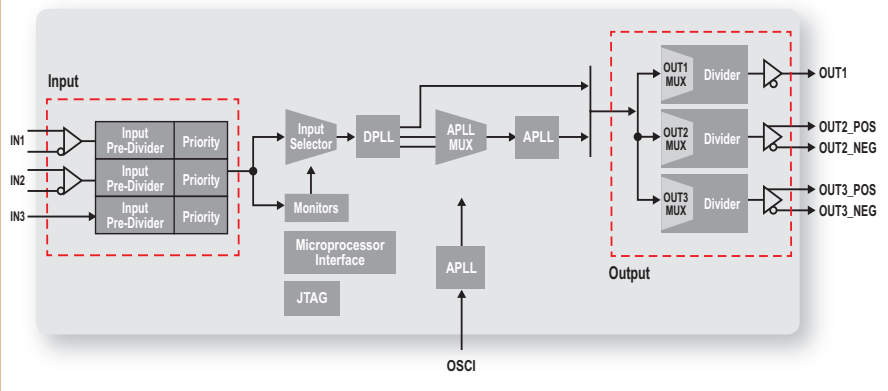 Input
IN1
IN2
IN3
Input
Pre-Divider
Priority
Input
Pre-Divider
Priority
Input
Pre-Divider
Priority
Input
Selector
Monitors
Microprocessor
Interface
JTAG
DPLL
APLL
MUX
APLL
APLL
OSCI
OUT1
MUX
Divider
OUT2
MUX
Divider
OUT3
MUX
Divider
Output
OUT1
OUT2_POS
OUT2_NEG
OUT3_POS
OUT3_NEG